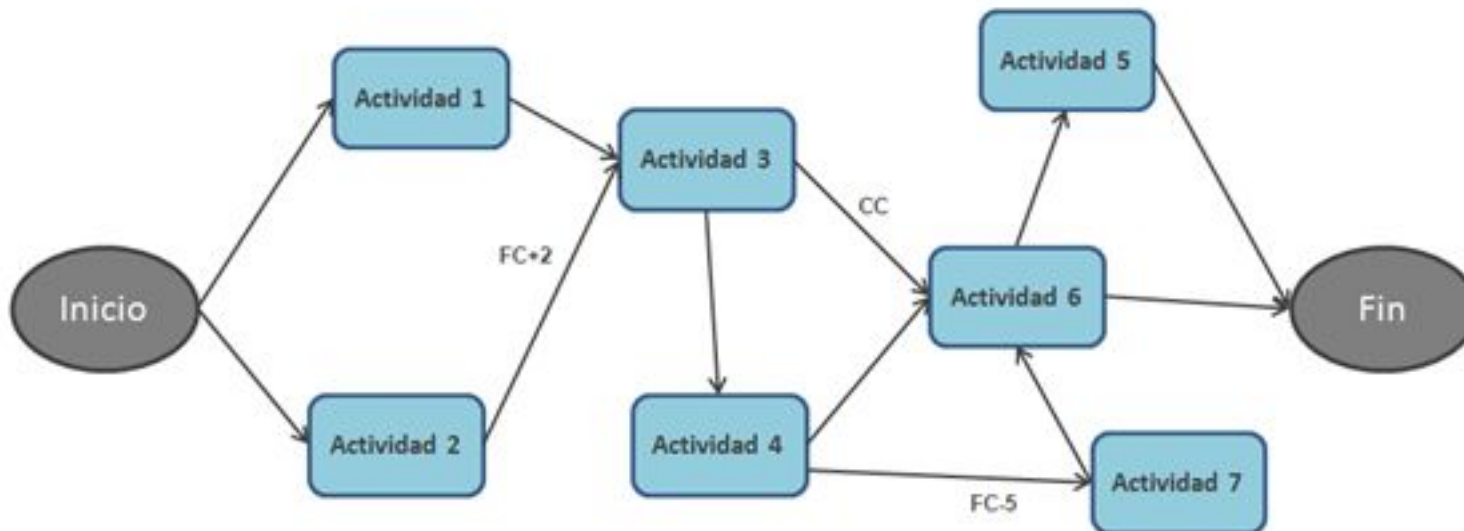 Actividad 5
Actividad 1
Actividad 3
CC
FC+2
Inicio
Actividad 6
Fin
Actividad 2
Actividad 4
Actividad 7
FC-5